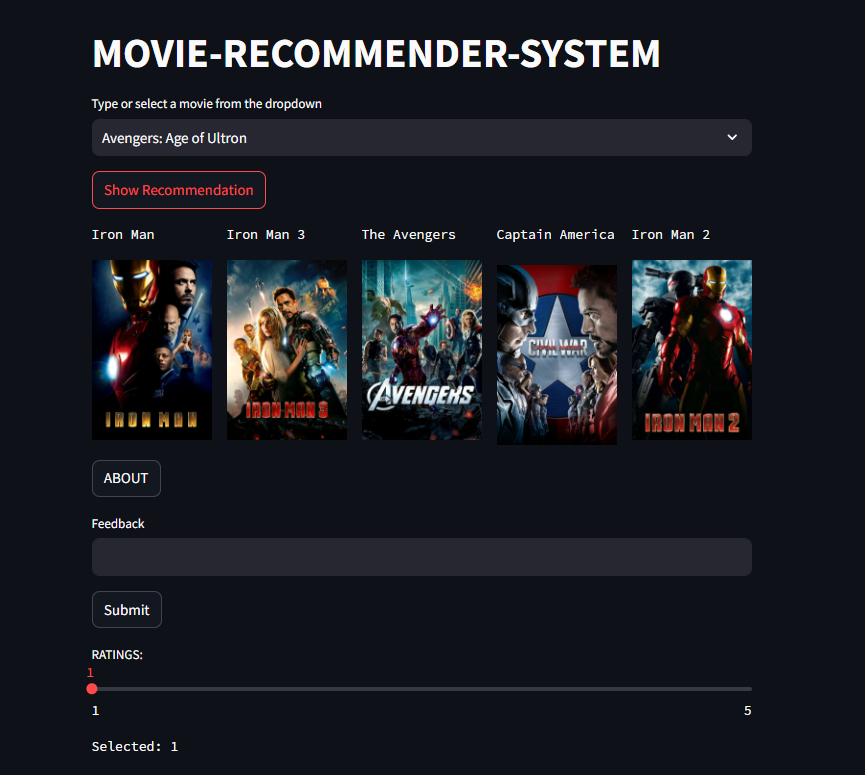 MOVIE-RECOMMENDER-SYSTEM
Type or select a movie from the dropdown
Avengers: Age of Ultron
Show Recommendation
Iron Man Iron Man 3 The Avengers Captain America Iron Man 2
IRON MAN
IRON MAN 3
AVENGERS
CIVIL WAR
IRON MAN 2
ABOUT
Feedback
Submit
RATINGS:
1
1 5
Selected: 1